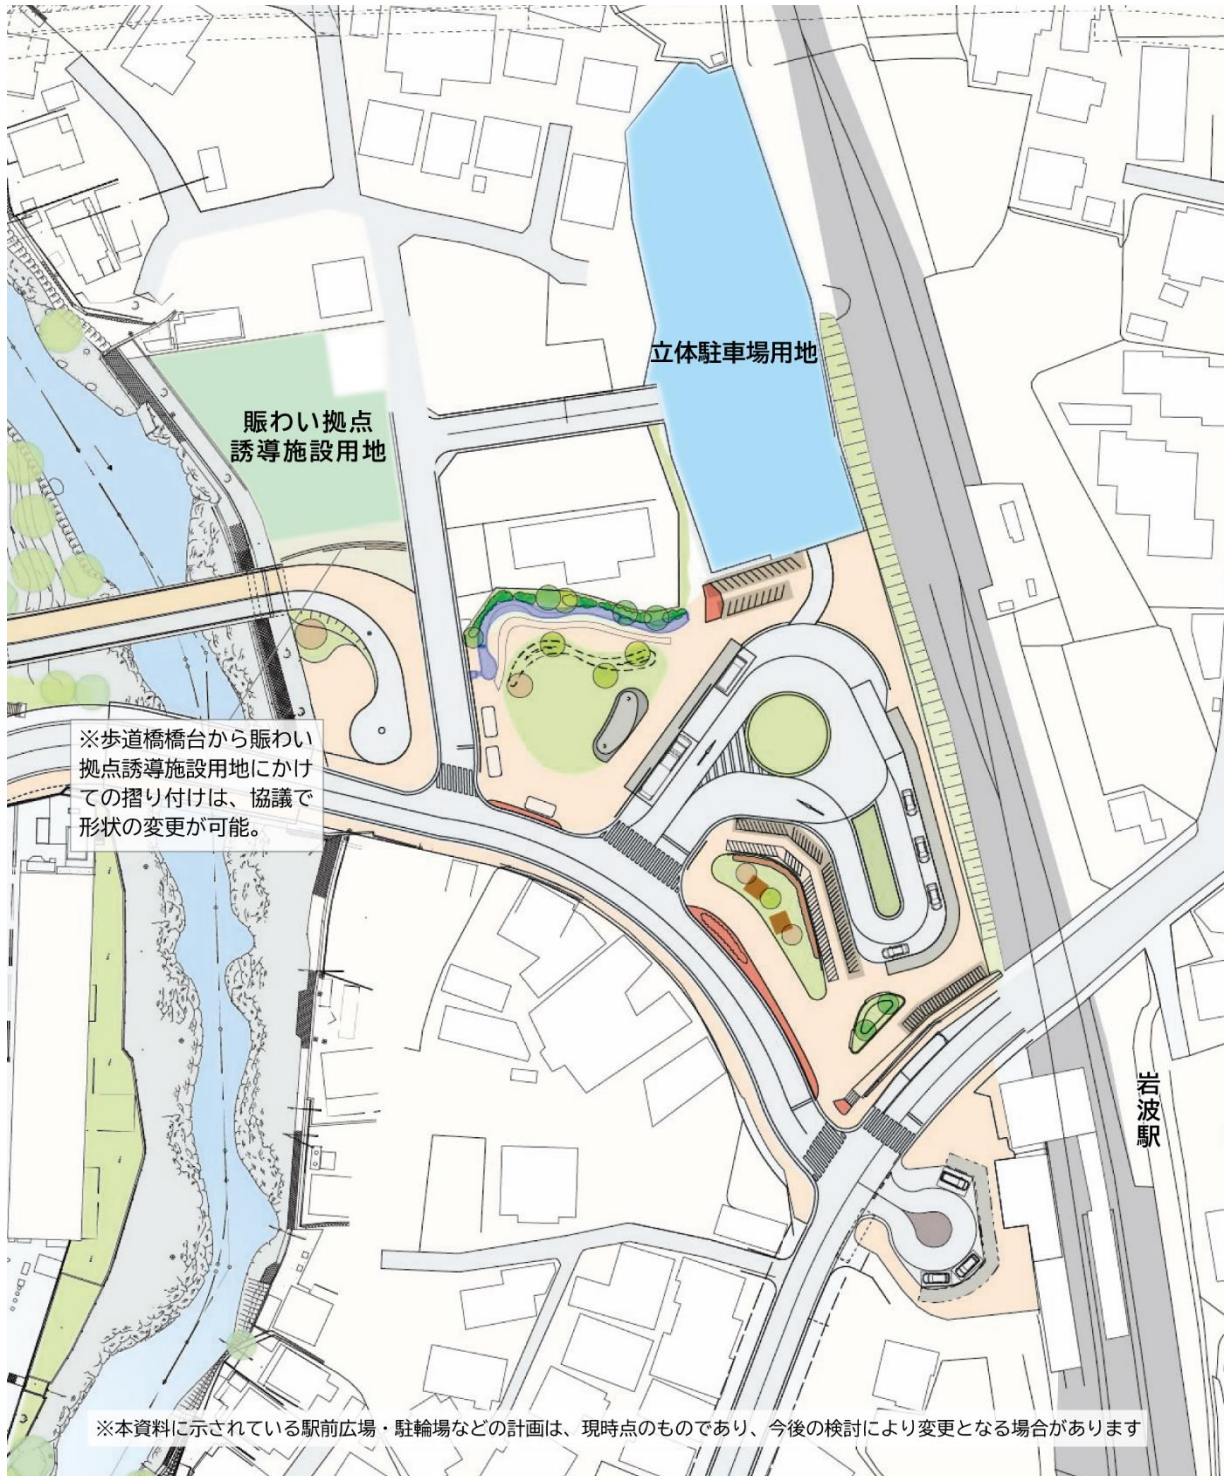 立体駐車場用地
賑わい拠点
誘導施設用地
※歩道橋橋台から賑わい
拠点誘導施設用地にかけ
ての摺り付けは、協議で
形状の変更が可能。
岩波駅
※本資料に示されている駅前広場・駐輪場などの計画は、現時点のものであり、今後の検討により変更となる場合があります